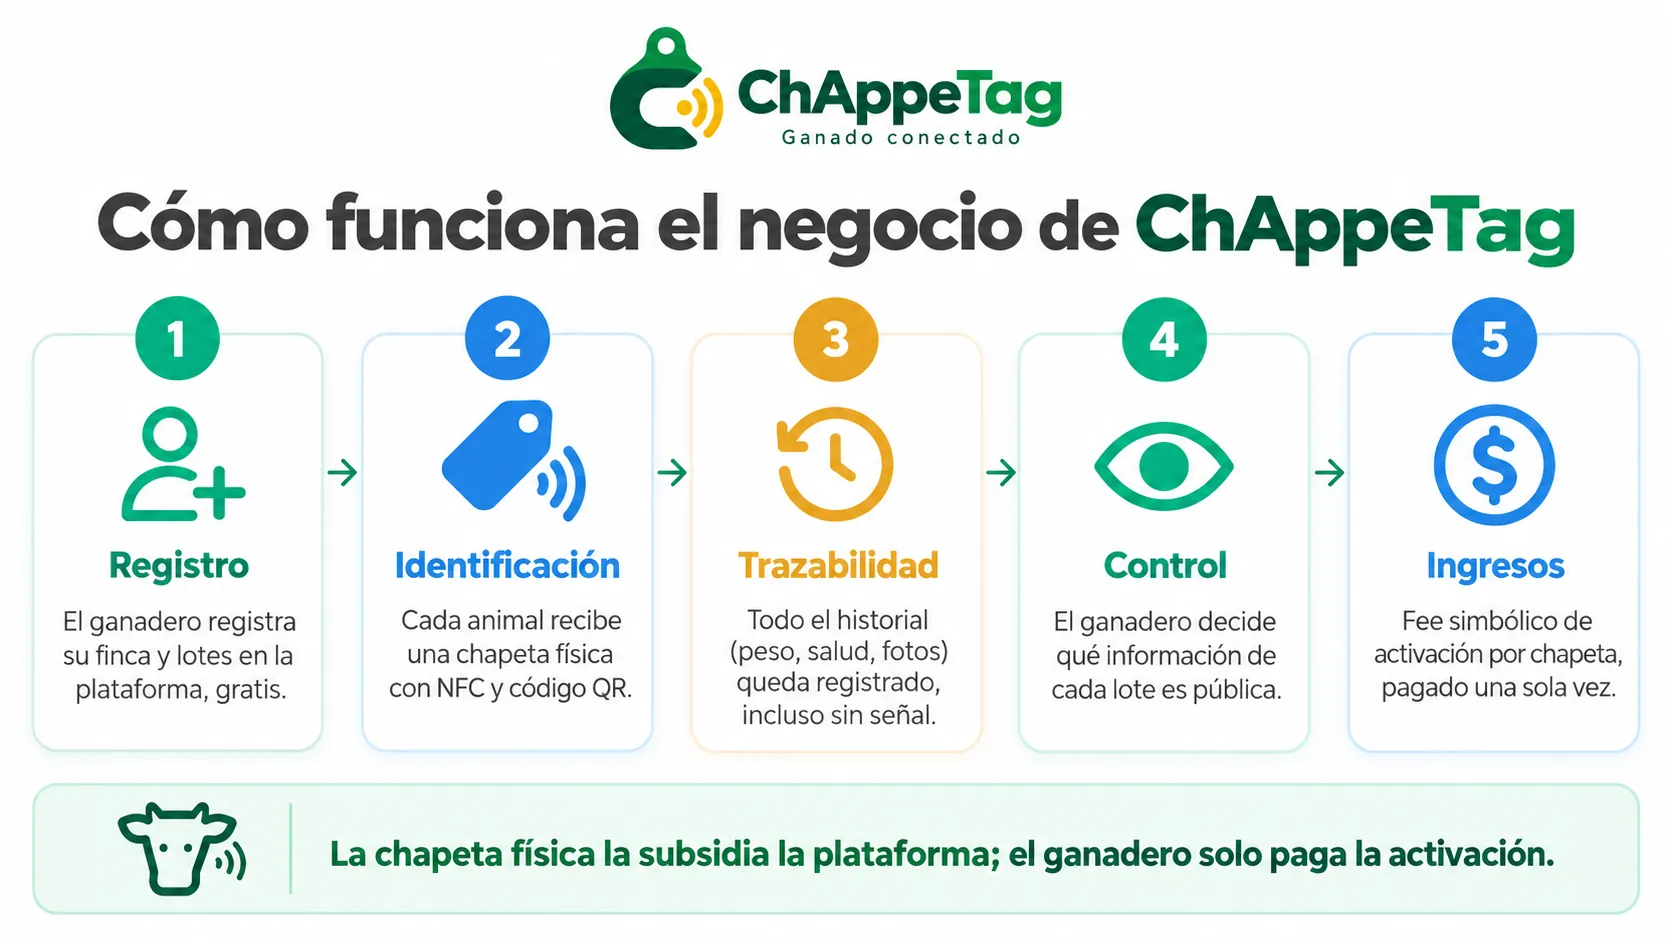 ChAppeTag
Ganado conectado
Cómo funciona el negocio de ChAppeTag
1
Registro
El ganadero registra
su finca y lotes en la
plataforma, gratis.
2
Identificación
Cada animal recibe
una chapeta física
con NFC y código QR.
3
Trazabilidad
Todo el historial
(peso, salud, fotos)
queda registrado,
incluso sin señal.
4
Control
El ganadero decide
qué información de
cada lote es pública.
5
$
Ingresos
Fee simbólico de
activación por chapeta,
pagado una sola vez.
La chapeta física la subsidia la plataforma; el ganadero solo paga la activación.